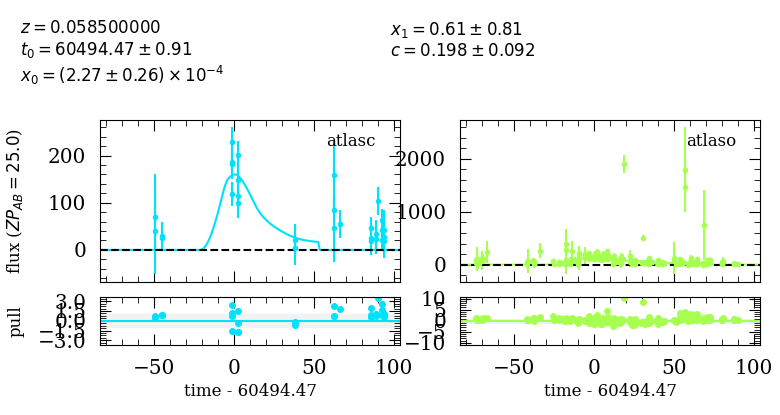 z = 0.058500000
t₀ = 60494.47 ± 0.91
x₀ = (2.27 ± 0.26) × 10⁻⁴
x₁ = 0.61 ± 0.81
c = 0.198 ± 0.092
flux (ZP_AB = 25.0)
200
100
0
atlasc
2000
1000
0
atlaso
pull
3.0
1.5
0.0
−1.5
−3.0
10
5
0
−5
−10
−50 0 50 100
−50 0 50 100
time - 60494.47
time - 60494.47